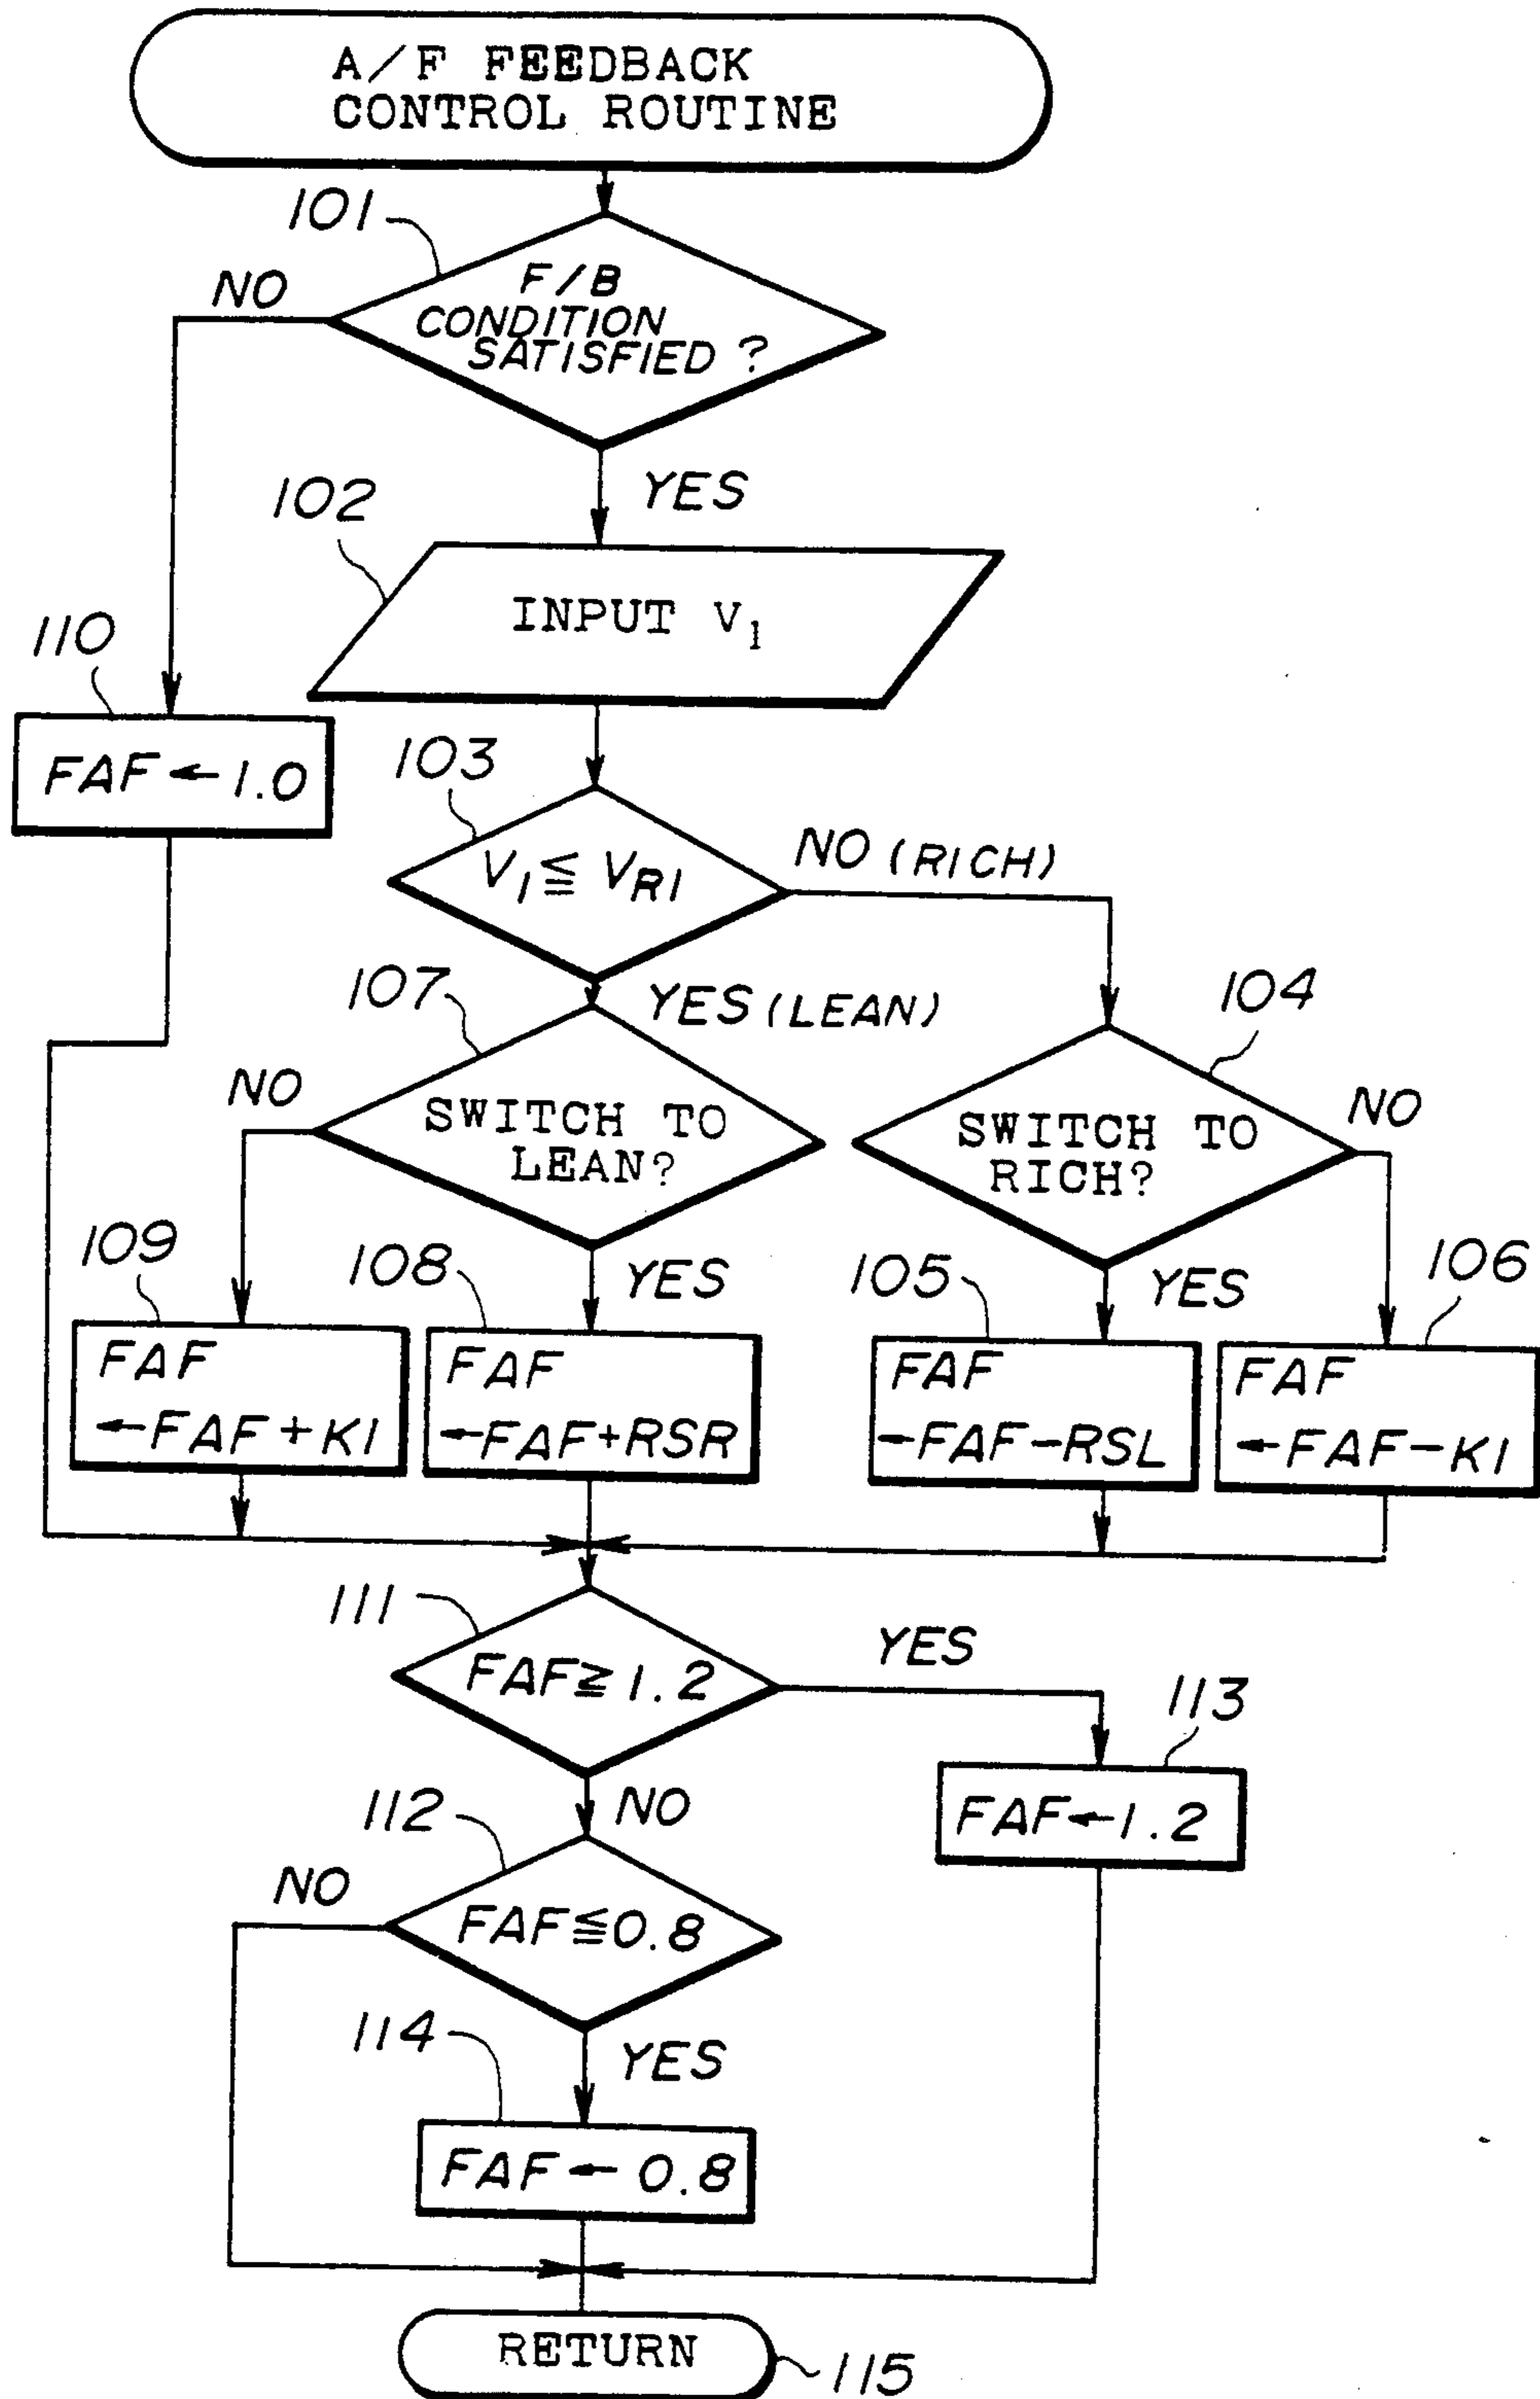 A/F FEEDBACK
CONTROL ROUTINE
101
NO
F/B
CONDITION
SATISFIED ?
YES
102
INPUT V₁
110
FAF ← 1.0
103
V₁ ≦ VR1
NO (RICH)
YES (LEAN)
107
104
NO
SWITCH TO
LEAN?
SWITCH TO
RICH?
NO
109
108
YES
105
YES
106
FAF
←FAF+KI
FAF
←FAF+RSR
FAF
←FAF-RSL
FAF
←FAF-KI
111
FAF ≧ 1.2
YES
113
NO
FAF←1.2
112
NO
FAF ≦ 0.8
114
YES
FAF ← 0.8
RETURN
115